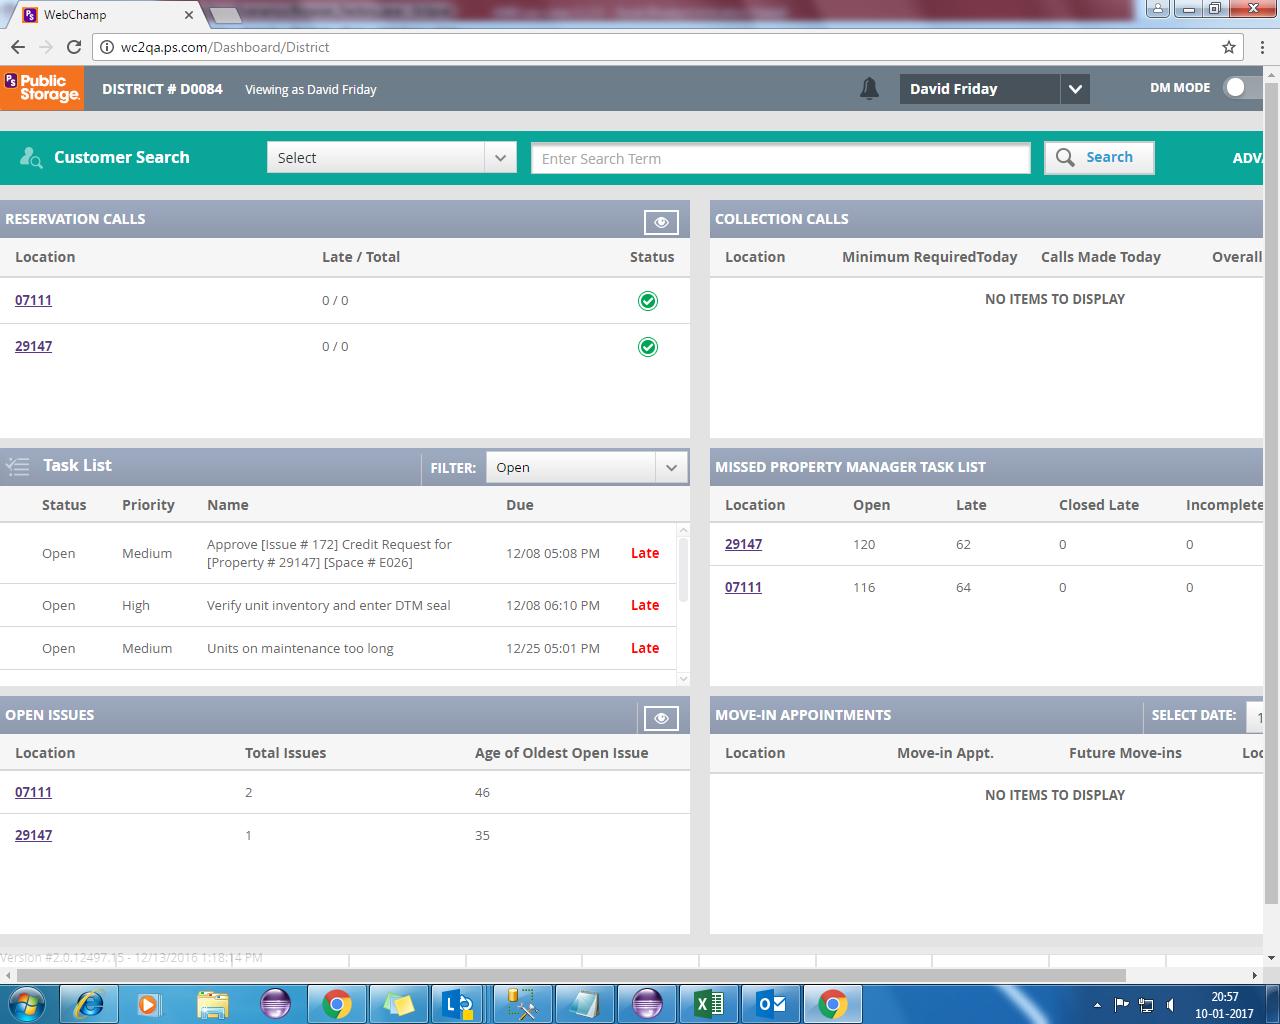 WebChamp
wc2qa.ps.com/Dashboard/District
PS Public Storage.
DISTRICT # D0084
Viewing as David Friday
David Friday
DM MODE
Customer Search
Select
Enter Search Term
Search
ADV
RESERVATION CALLS
Location Late / Total Status
07111 0 / 0
29147 0 / 0
COLLECTION CALLS
Location Minimum RequiredToday Calls Made Today Overall
NO ITEMS TO DISPLAY
Task List
FILTER: Open
Status Priority Name Due
Open Medium Approve [Issue # 172] Credit Request for 12/08 05:08 PM Late
[Property # 29147] [Space # E026]
Open High Verify unit inventory and enter DTM seal 12/08 06:10 PM Late
Open Medium Units on maintenance too long 12/25 05:01 PM Late
MISSED PROPERTY MANAGER TASK LIST
Location Open Late Closed Late Incomplete
29147 120 62 0 0
07111 116 64 0 0
OPEN ISSUES
Location Total Issues Age of Oldest Open Issue
07111 2 46
29147 1 35
MOVE-IN APPOINTMENTS
SELECT DATE: 1
Location Move-in Appt. Future Move-ins Loc
NO ITEMS TO DISPLAY
Version #2.0.12497.15 - 12/13/2016 1:18:14 PM
20:57
10-01-2017